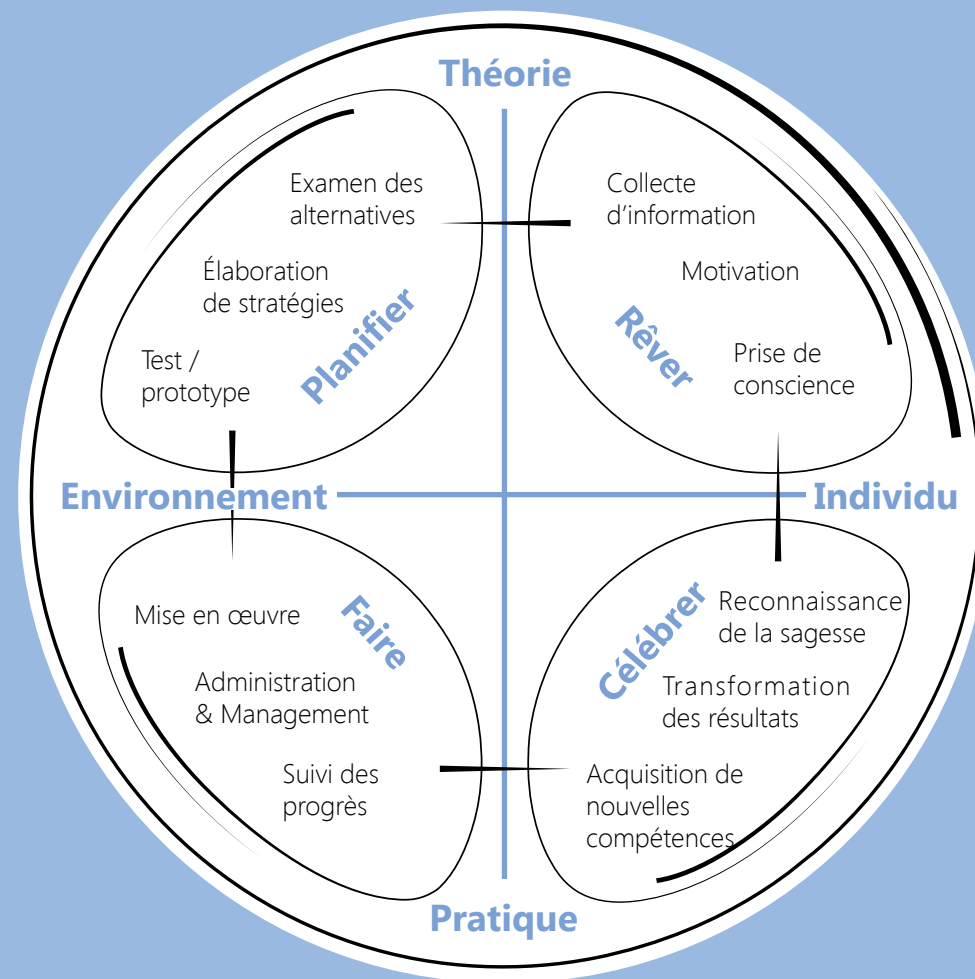 Théorie
Examen des
alternatives
Élaboration
de stratégies
Test /
prototype
Planifier
Collecte
d’information
Motivation
Prise de
conscience
Rêver
Environnement
Individu
Mise en œuvre
Administration
& Management
Suivi des
progrès
Faire
Célébrer
Reconnaissance
de la sagesse
Transformation
des résultats
Acquisition de
nouvelles
compétences
Pratique